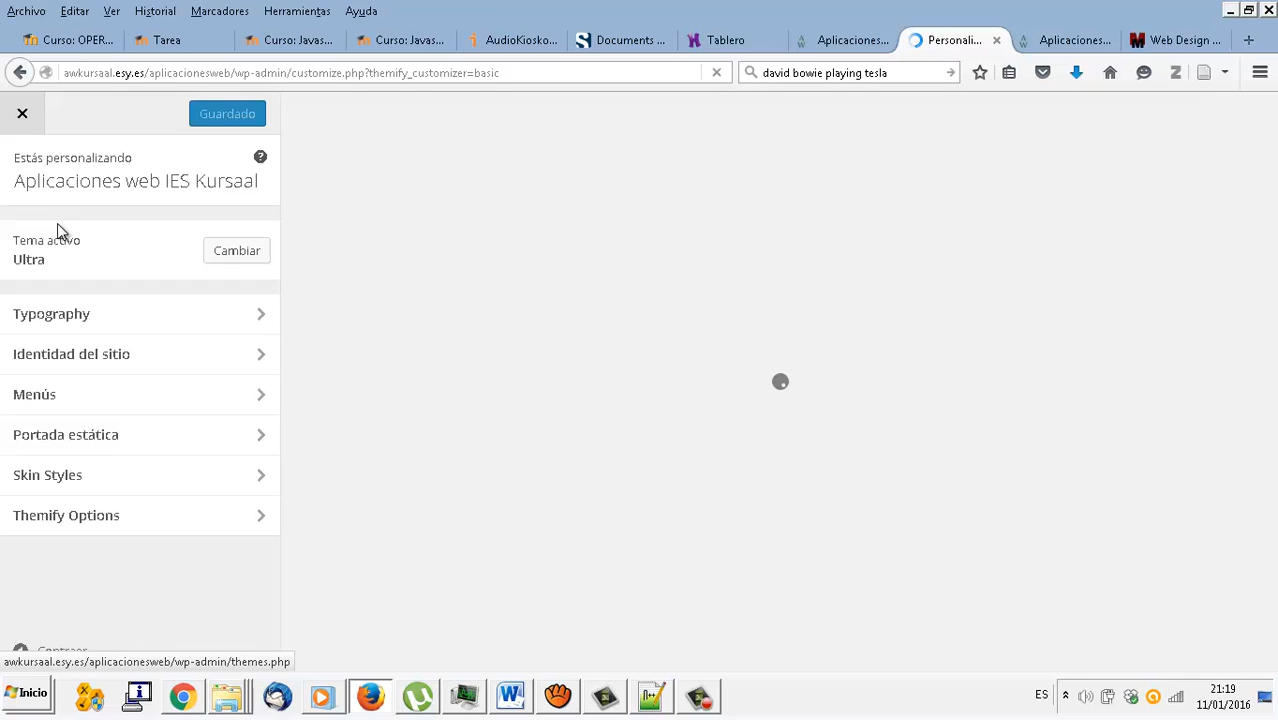 Archivo Editar Ver Historial Marcadores Herramientas Ayuda
Curso: OPER... Tarea Curso: Javas... Curso: Javas... AudioKiosko... Documents ... Tablero Aplicaciones... Personali... Aplicaciones... Web Design ...
awkursaal.esy.es/aplicacionesweb/wp-admin/customize.php?themify_customizer=basic david bowie playing tesla
Guardado
Estás personalizando
Aplicaciones web IES Kursaal
Tema activo
Ultra
Cambiar
Typography
Identidad del sitio
Menús
Portada estática
Skin Styles
Themify Options
Contraer
awkursaal.esy.es/aplicacionesweb/wp-admin/themes.php
Inicio
ES
21:19
11/01/2016